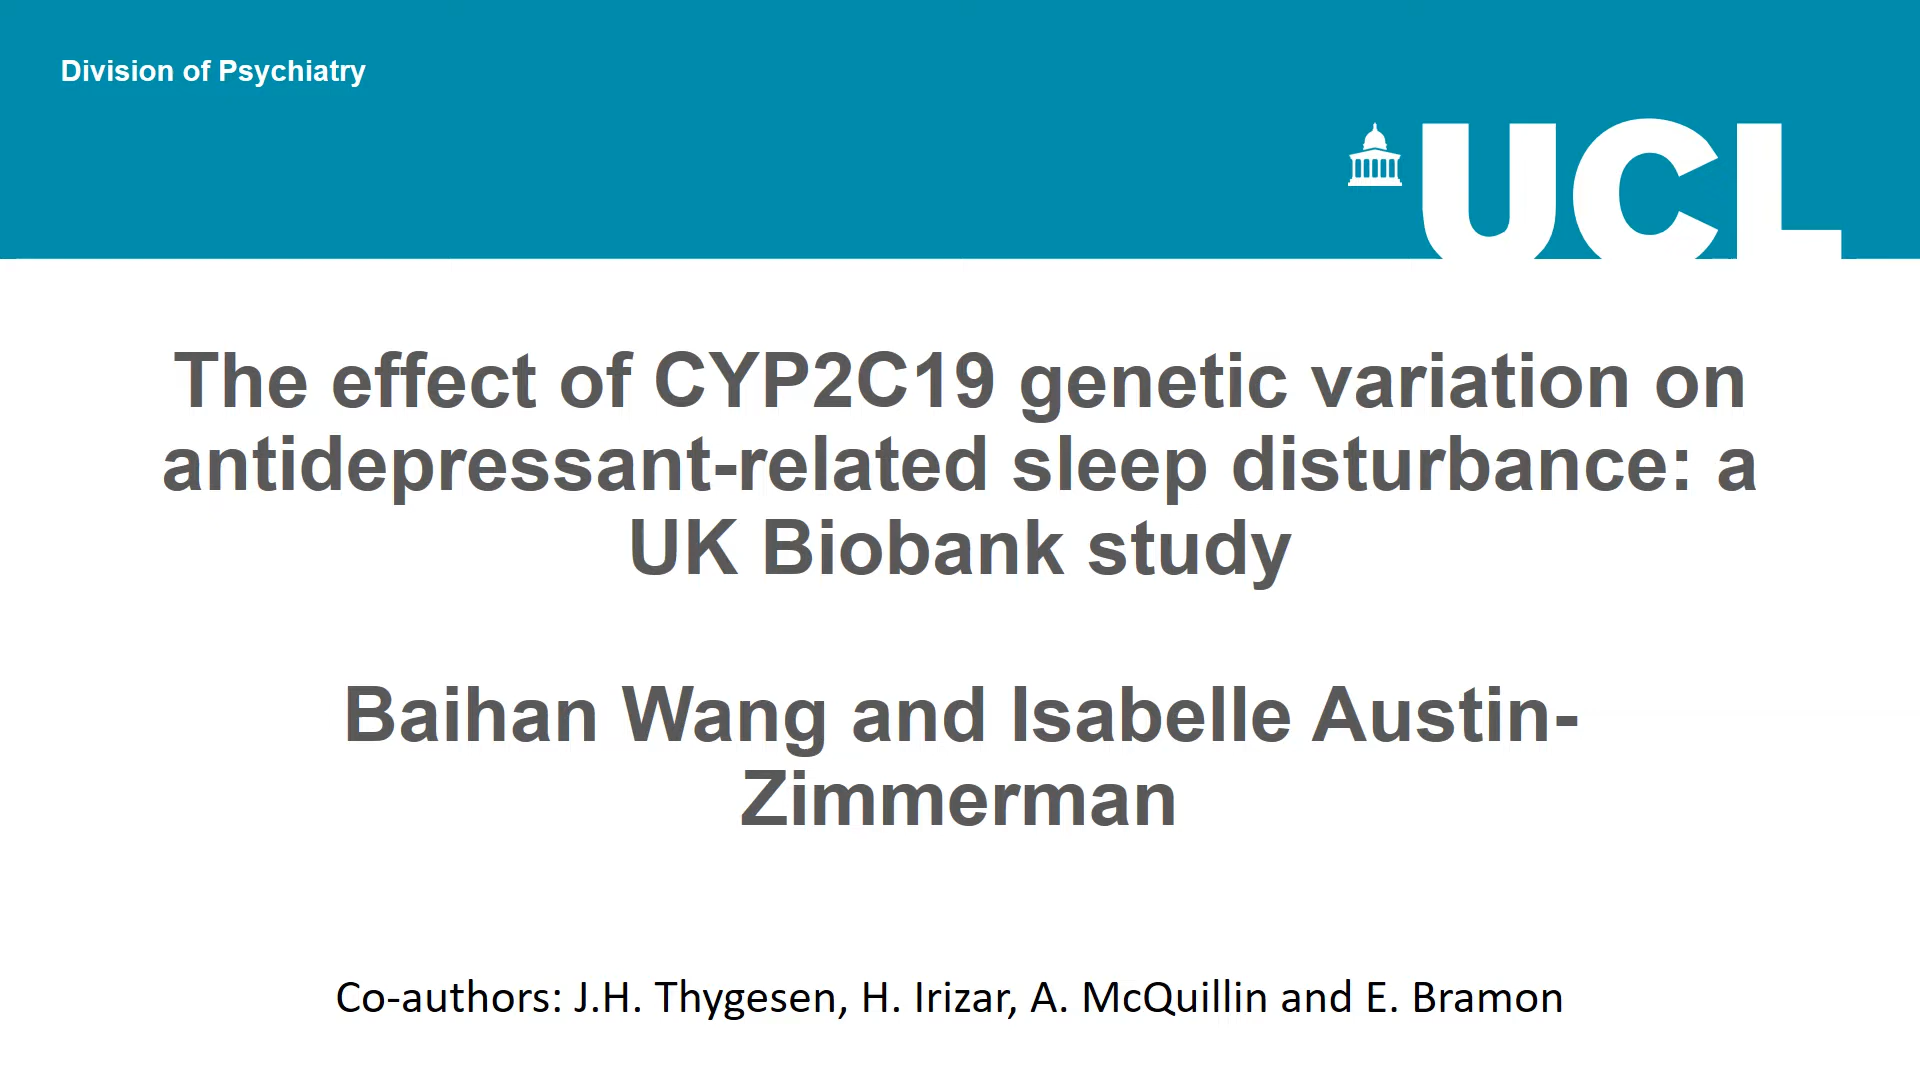 Division of Psychiatry
UCL
The effect of CYP2C19 genetic variation on
antidepressant-related sleep disturbance: a
UK Biobank study
Baihan Wang and Isabelle Austin-
Zimmerman
Co-authors: J.H. Thygesen, H. Irizar, A. McQuillin and E. Bramon